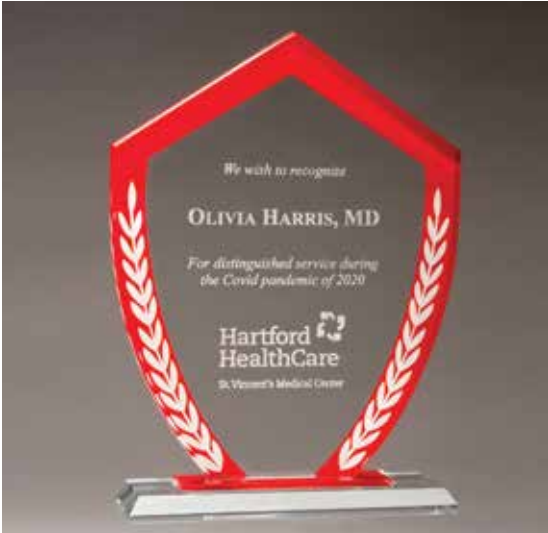 We wish to recognize
OLIVIA HARRIS, MD
For distinguished service during
the Covid pandemic of 2020
Hartford
HealthCare
St. Vincent's Medical Center